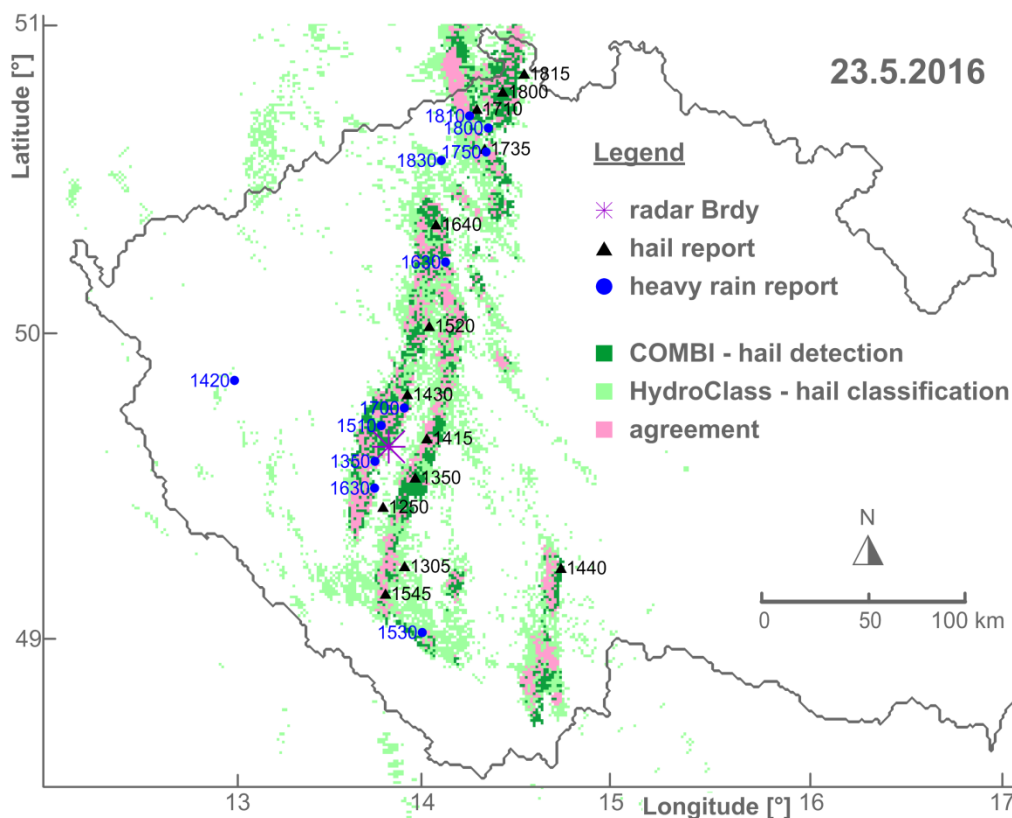 51
Latitude [°]
23.5.2016
1815
1800
1710
1810
1800
1750
1735
1830
Legend
radar Brdy
1640
hail report
1630
heavy rain report
1520
50
COMBI - hail detection
1420
1430
HydroClass - hail classification
1700
1510
1415
agreement
1350
1350
1630
1250
N
1305
1440
1545
0 50 100 km
1530
49
13 14 15 16 17
Longitude [°]